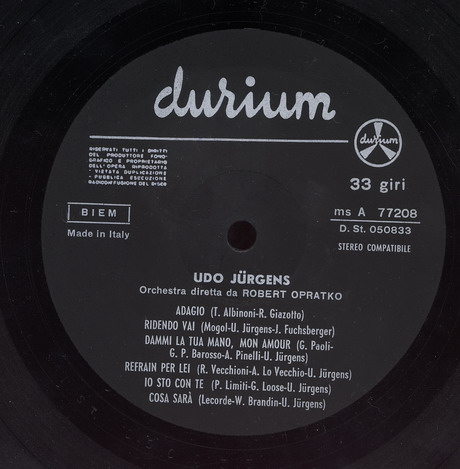 durium
RISERVATI TUTTI I DIRITTI
DEL PRODUTTORE FONO-
GRAFICO E PROPRIETARIO
DELL'OPERA RIPRODOTTA
- VIETATA DUPLICAZIONE
- PUBBLICA ESECUZIONE
RADIODIFFUSIONE DEL DISCO
durium
33 giri
BIEM
ms A 77208
Made in Italy
D. St. 050833
STEREO COMPATIBILE
UDO JÜRGENS
Orchestra diretta da ROBERT OPRATKO
ADAGIO (T. Albinoni-R. Giazotto)
RIDENDO VAI (Mogol-U. Jürgens-J. Fuchsberger)
DAMMI LA TUA MANO, MON AMOUR (G. Paoli-
G. P. Barosso-A. Pinelli-U. Jürgens)
REFRAIN PER LEI (R. Vecchioni-A. Lo Vecchio-U. Jürgens)
IO STO CON TE (P. Limiti-G. Loose-U. Jürgens)
COSA SARÀ (Lecorde-W. Brandin-U. Jürgens)